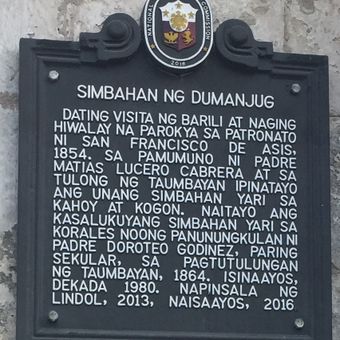 NATIONAL
COMMISSION
2016
SIMBAHAN NG DUMANJUG
DATING VISITA NG BARILI AT NAGING
HIWALAY NA PAROKYA SA PATRONATO
NI SAN FRANCISCO DE ASIS,
1854. SA PAMUMUNO NI PADRE
MATIAS LUCERO CABRERA AT SA
TULONG NG TAUMBAYAN IPINATAYO
ANG UNANG SIMBAHAN YARI SA
KAHOY AT KOGON. NAITAYO ANG
KASALUKUYANG SIMBAHAN YARI SA
KORALES NOONG PANUNUNGKULAN NI
PADRE DOROTEO GODINEZ, PARING
SEKULAR, SA PAGTUTULUNGAN
NG TAUMBAYAN, 1864. ISINAAYOS,
DEKADA 1980. NAPINSALA NG
LINDOL, 2013, NAISAAYOS, 2016